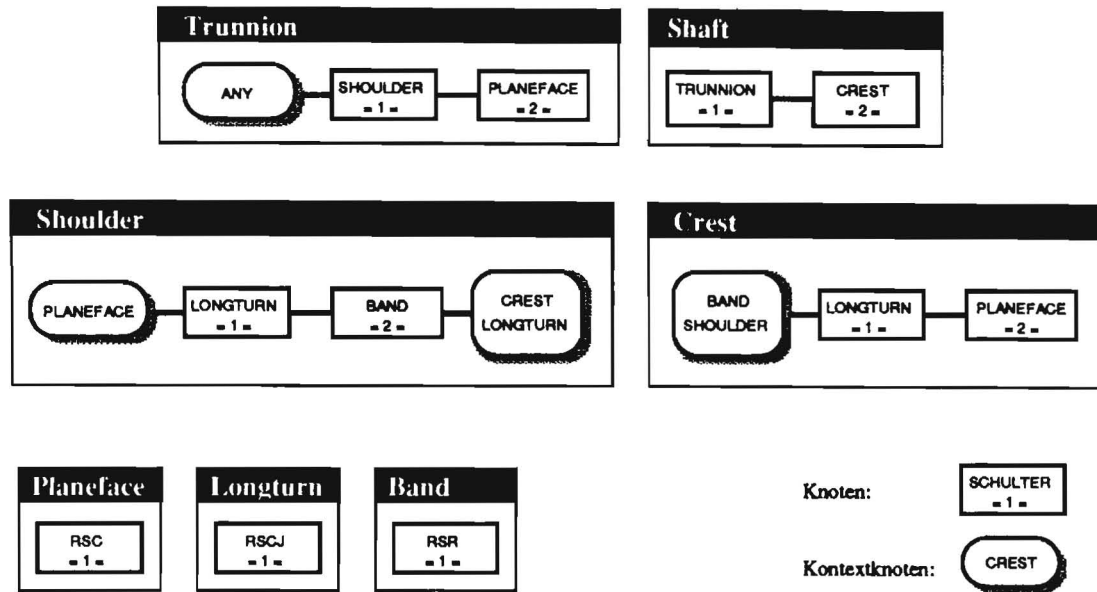 Trunnion
ANY
SHOULDER
= 1 =
PLANEFACE
= 2 =
Shaft
TRUNNION
= 1 =
CREST
= 2 =
Shoulder
PLANEFACE
LONGTURN
= 1 =
BAND
= 2 =
CREST
LONGTURN
Crest
BAND
SHOULDER
LONGTURN
= 1 =
PLANEFACE
= 2 =
Planeface
RSC
= 1 =
Longturn
RSCJ
= 1 =
Band
RSR
= 1 =
Knoten:
SCHULTER
= 1 =
Kontextknoten:
CREST